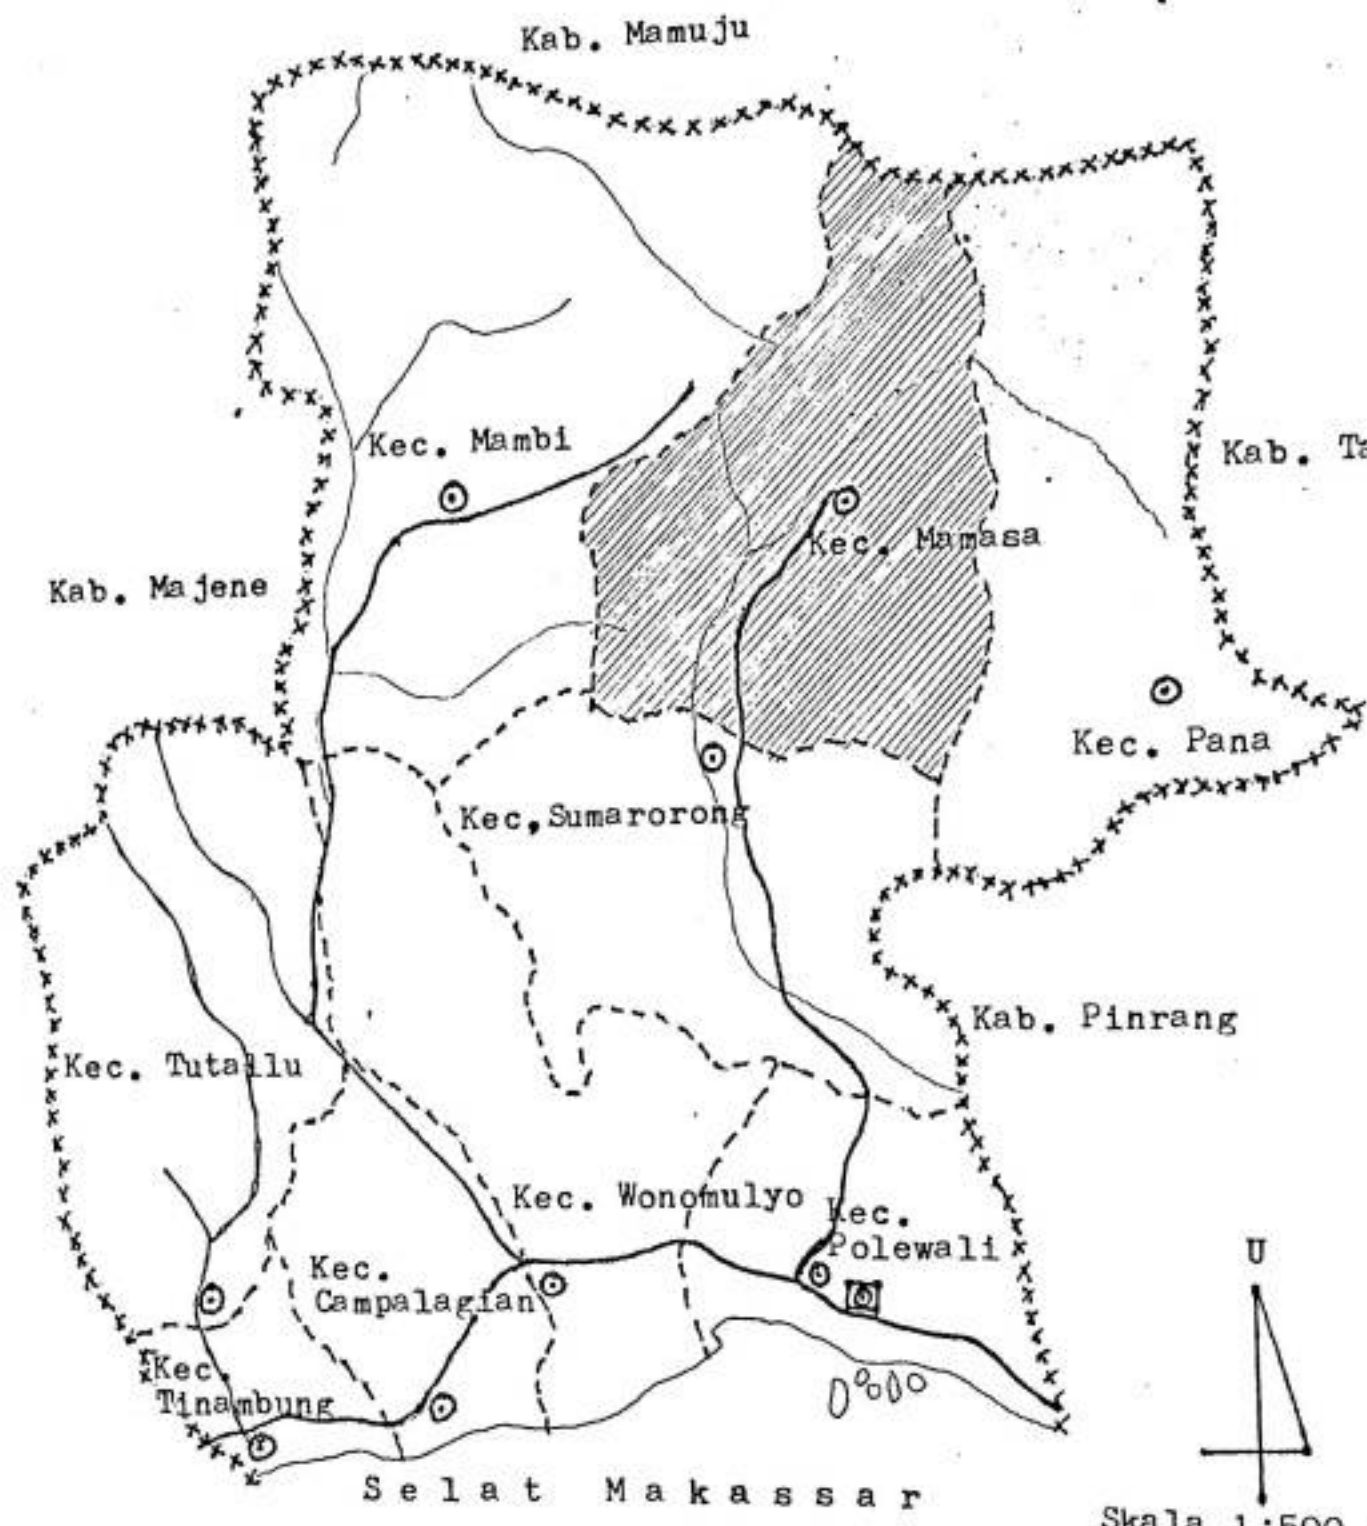 Kab. Mamuju
Kab. Ta
Kec. Mambi
Kec. Mamasa
Kab. Majene
Kec. Pana
Kec,Sumarorong
Kab. Pinrang
Kec. Tutallu
Kec. Wonomulyo
Kec.
Polewali
U
Kec.
Campalagian
Kec.
Tinambung
Selat Makassar
Skala 1:500